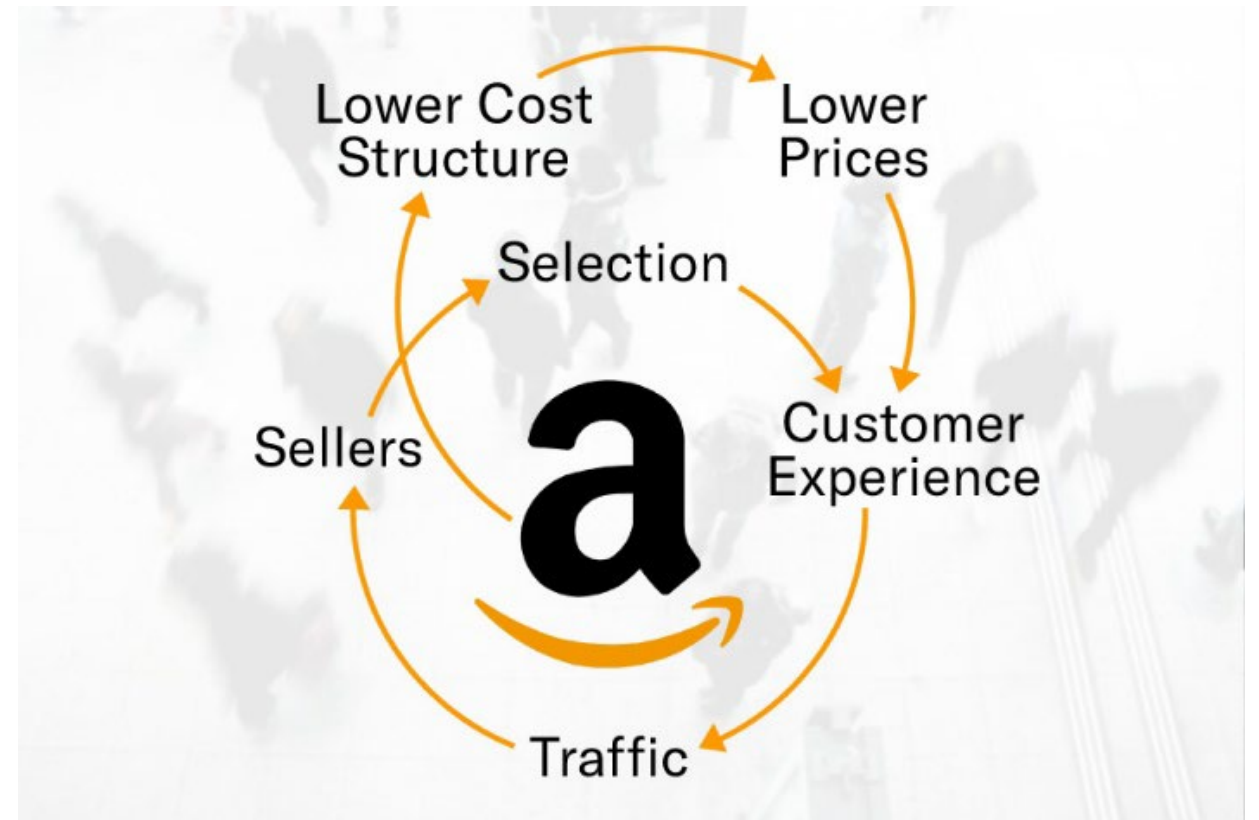 Lower Cost
Structure
Lower
Prices
Selection
Sellers
a
Customer
Experience
Traffic